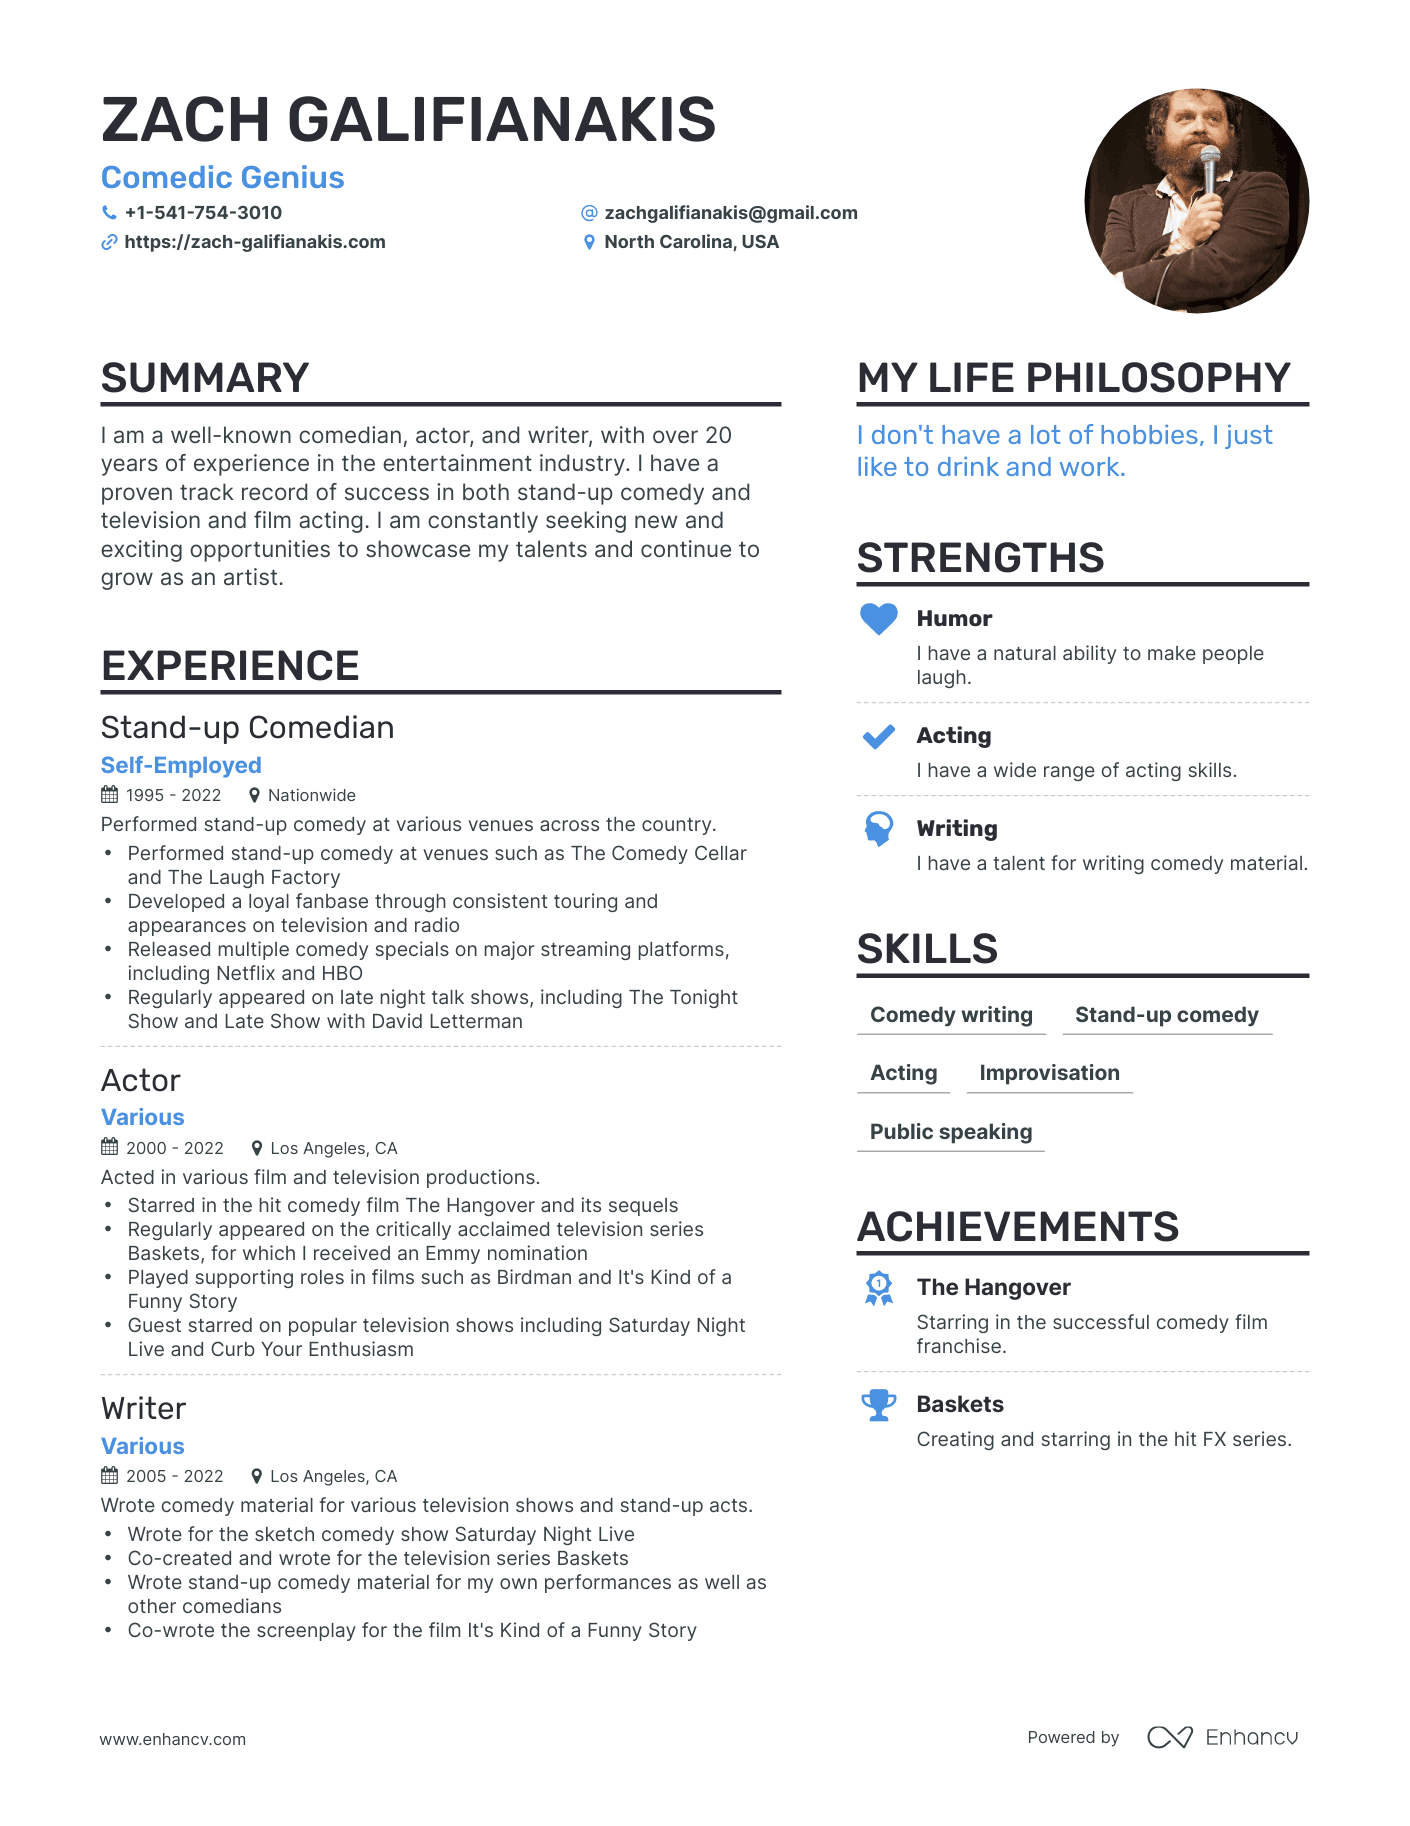 ZACH GALIFIANAKIS
Comedic Genius
+1-541-754-3010
zachgalifianakis@gmail.com
https://zach-galifianakis.com
North Carolina, USA
SUMMARY
I am a well-known comedian, actor, and writer, with over 20
years of experience in the entertainment industry. I have a
proven track record of success in both stand-up comedy and
television and film acting. I am constantly seeking new and
exciting opportunities to showcase my talents and continue to
grow as an artist.
EXPERIENCE
Stand-up Comedian
Self-Employed
1995 - 2022 Nationwide
Performed stand-up comedy at various venues across the country.
• Performed stand-up comedy at venues such as The Comedy Cellar
and The Laugh Factory
• Developed a loyal fanbase through consistent touring and
appearances on television and radio
• Released multiple comedy specials on major streaming platforms,
including Netflix and HBO
• Regularly appeared on late night talk shows, including The Tonight
Show and Late Show with David Letterman
Actor
Various
2000 - 2022 Los Angeles, CA
Acted in various film and television productions.
• Starred in the hit comedy film The Hangover and its sequels
• Regularly appeared on the critically acclaimed television series
Baskets, for which I received an Emmy nomination
• Played supporting roles in films such as Birdman and It's Kind of a
Funny Story
• Guest starred on popular television shows including Saturday Night
Live and Curb Your Enthusiasm
Writer
Various
2005 - 2022 Los Angeles, CA
Wrote comedy material for various television shows and stand-up acts.
• Wrote for the sketch comedy show Saturday Night Live
• Co-created and wrote for the television series Baskets
• Wrote stand-up comedy material for my own performances as well as
other comedians
• Co-wrote the screenplay for the film It's Kind of a Funny Story
MY LIFE PHILOSOPHY
I don't have a lot of hobbies, I just
like to drink and work.
STRENGTHS
Humor
I have a natural ability to make people
laugh.
Acting
I have a wide range of acting skills.
Writing
I have a talent for writing comedy material.
SKILLS
Comedy writing Stand-up comedy
Acting Improvisation
Public speaking
ACHIEVEMENTS
1
The Hangover
Starring in the successful comedy film
franchise.
Baskets
Creating and starring in the hit FX series.
www.enhancv.com
Powered by Enhancv